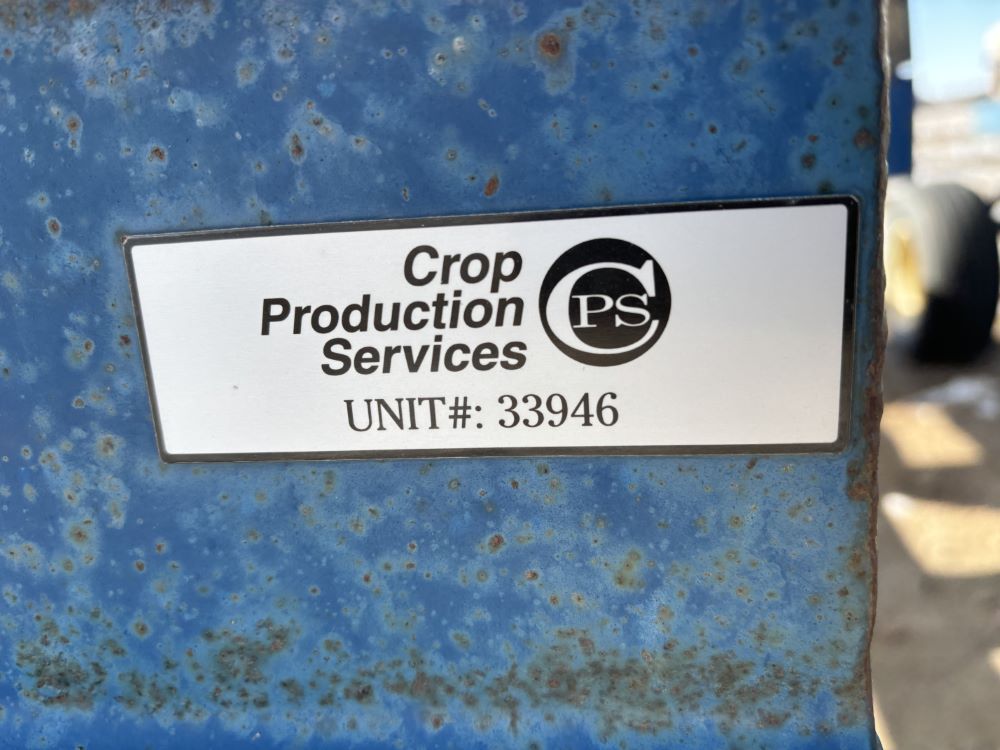 Crop
Production
Services
CPS
UNIT#: 33946